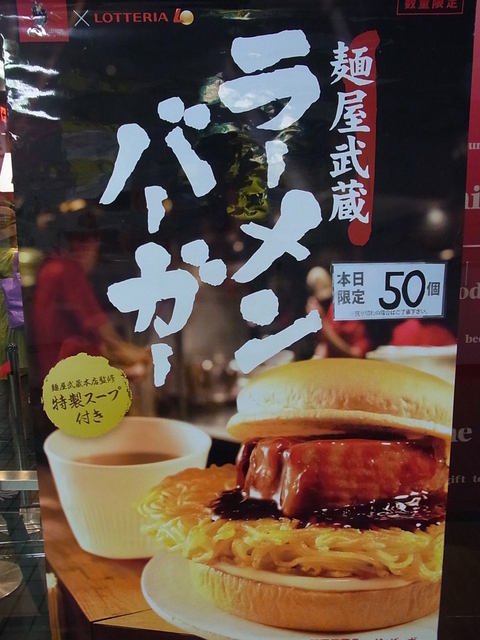 × LOTTERIA
数量限定
麺屋武蔵
ラーメン
バーガー
本日
限定
50個
麺屋武蔵本店監修
特製スープ
付き